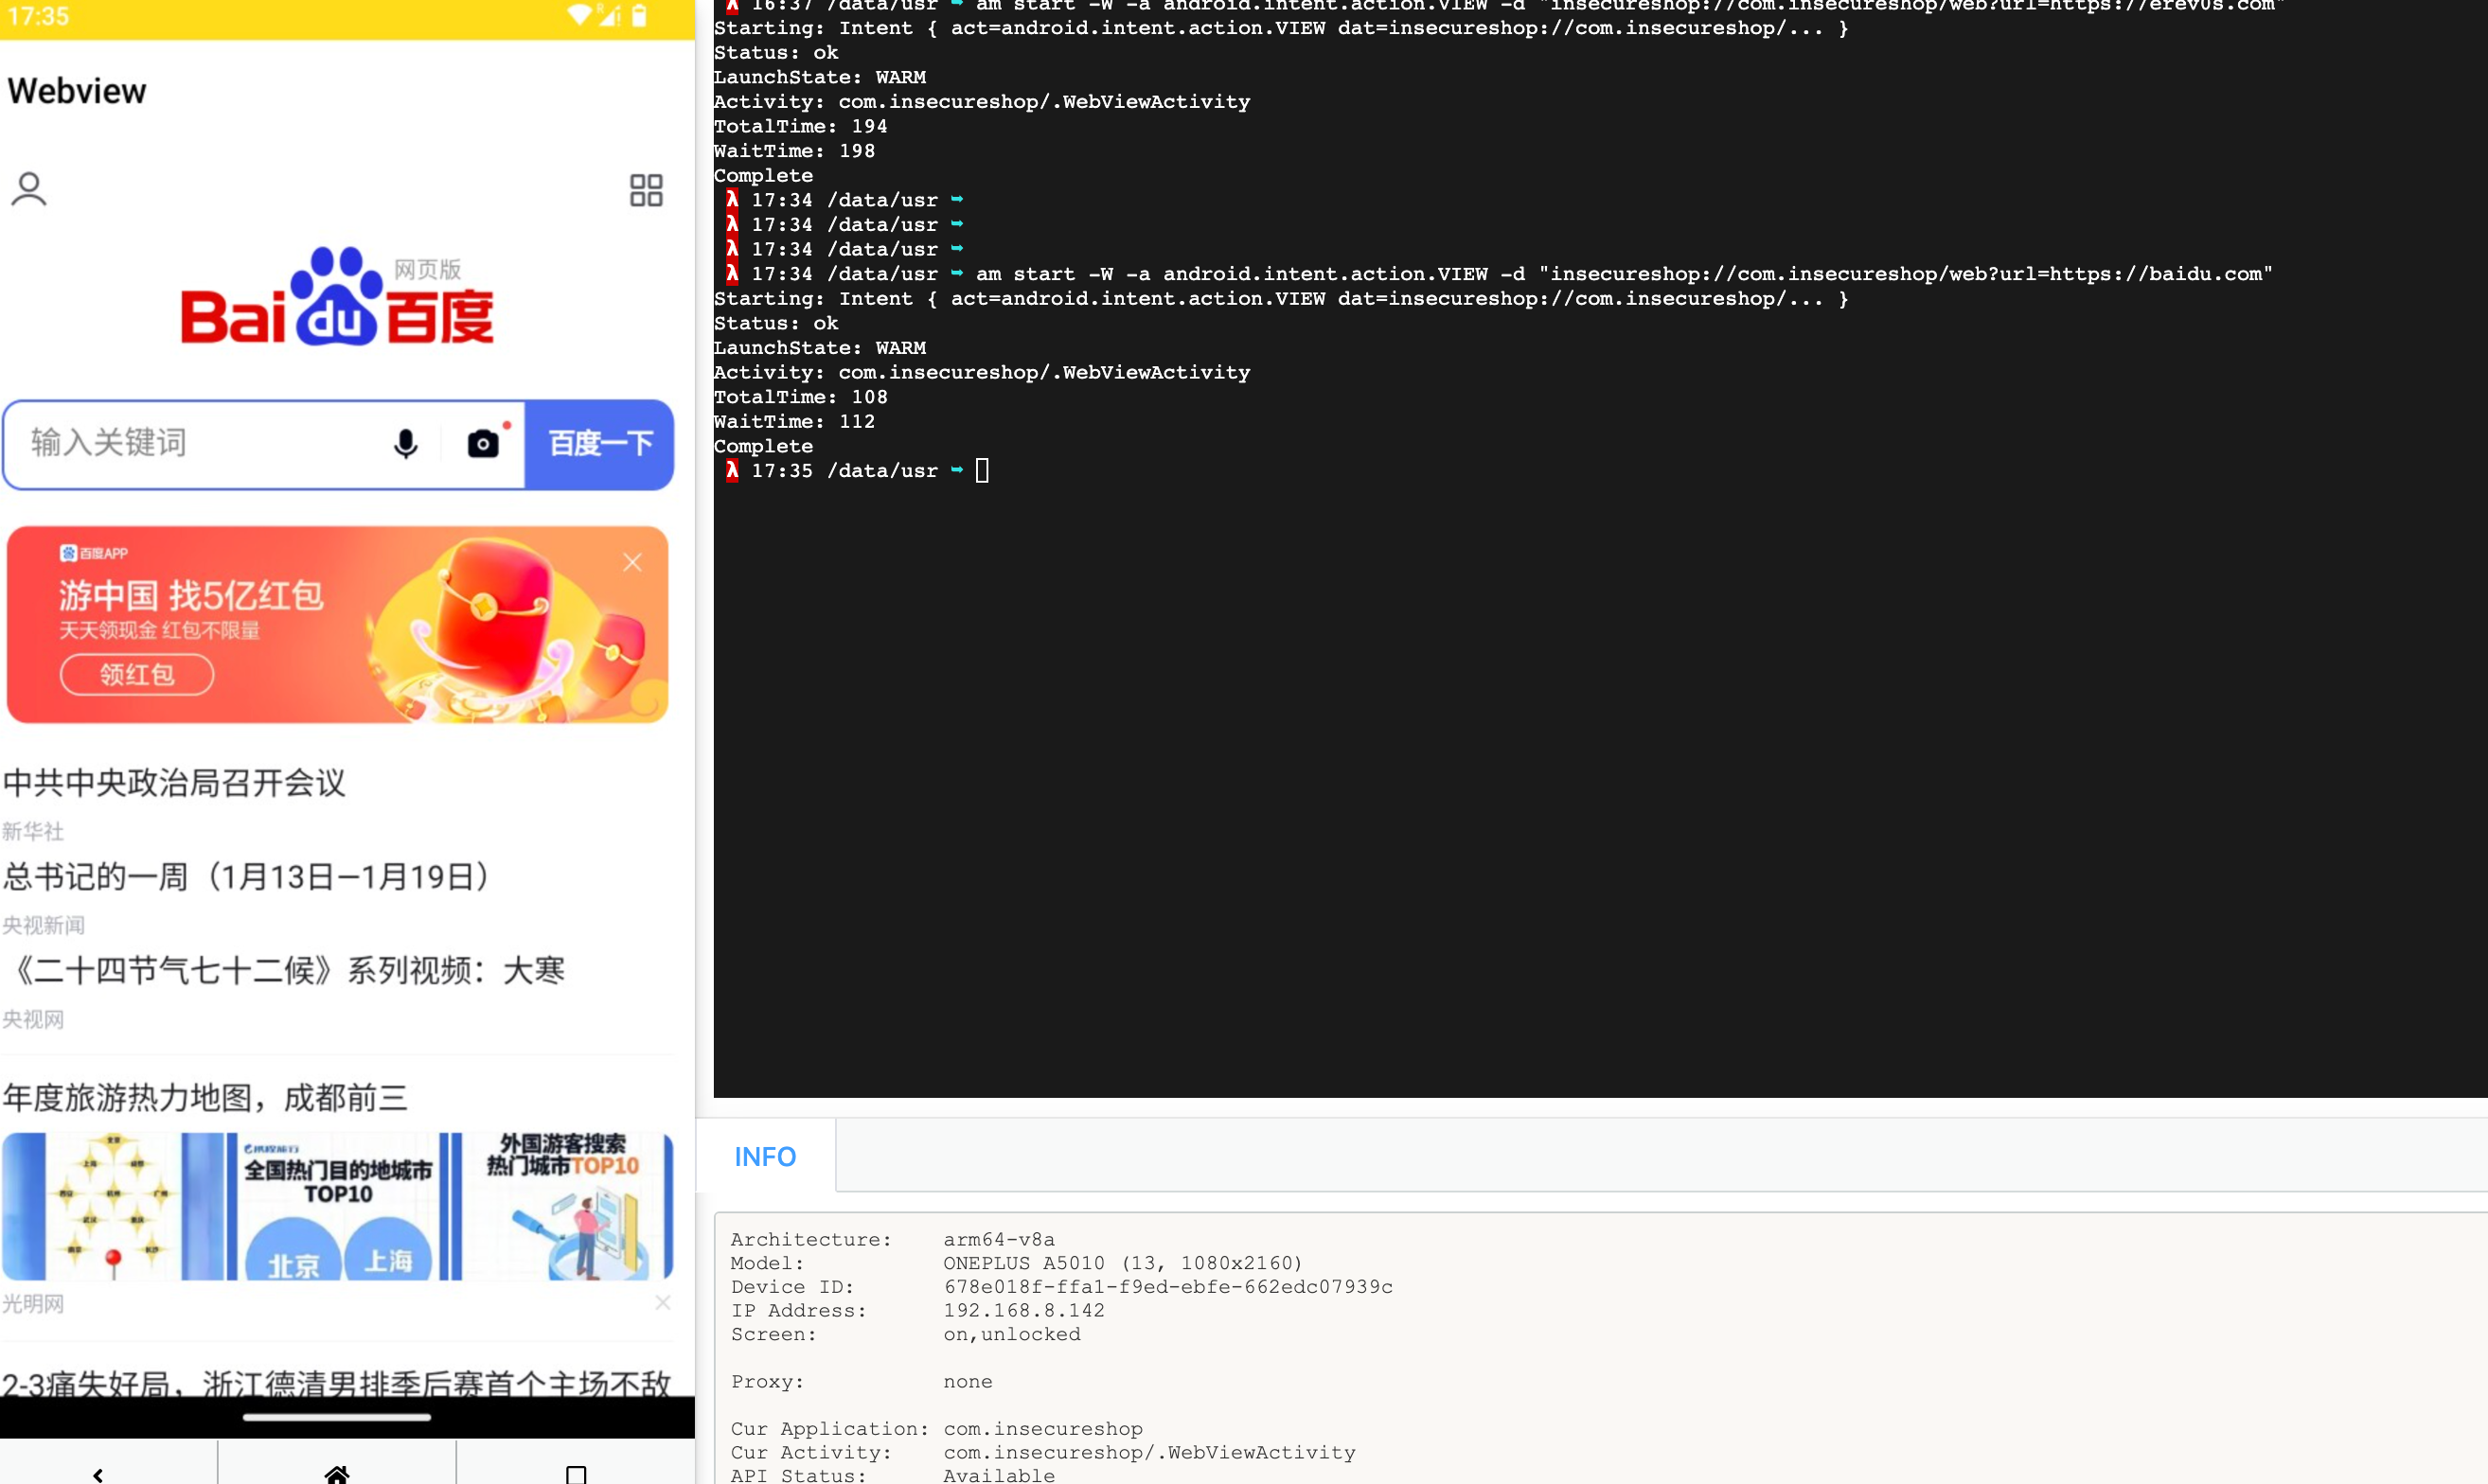 17:35
Webview
网页版
Bai du 百度
输入关键词
百度一下
百度APP
游中国 找5亿红包
天天领现金 红包不限量
领红包
中共中央政治局召开会议
新华社
总书记的一周（1月13日—1月19日）
央视新闻
《二十四节气七十二候》系列视频：大寒
央视网
年度旅游热力地图，成都前三
全国热门目的地城市
TOP10
北京
上海
外国游客搜索
热门城市TOP10
光明网
2-3痛失好局，浙江德清男排季后赛首个主场不敌
λ 16:37 /data/usr ➥ am start -W -a android.intent.action.VIEW -d "insecureshop://com.insecureshop/web?url=https://erev0s.com"
Starting: Intent { act=android.intent.action.VIEW dat=insecureshop://com.insecureshop/... }
Status: ok
LaunchState: WARM
Activity: com.insecureshop/.WebViewActivity
TotalTime: 194
WaitTime: 198
Complete
λ 17:34 /data/usr ➥
λ 17:34 /data/usr ➥
λ 17:34 /data/usr ➥
λ 17:34 /data/usr ➥ am start -W -a android.intent.action.VIEW -d "insecureshop://com.insecureshop/web?url=https://baidu.com"
Starting: Intent { act=android.intent.action.VIEW dat=insecureshop://com.insecureshop/... }
Status: ok
LaunchState: WARM
Activity: com.insecureshop/.WebViewActivity
TotalTime: 108
WaitTime: 112
Complete
λ 17:35 /data/usr ➥
INFO
Architecture: arm64-v8a
Model: ONEPLUS A5010 (13, 1080x2160)
Device ID: 678e018f-ffa1-f9ed-ebfe-662edc07939c
IP Address: 192.168.8.142
Screen: on,unlocked
Proxy: none
Cur Application: com.insecureshop
Cur Activity: com.insecureshop/.WebViewActivity
API Status: Available